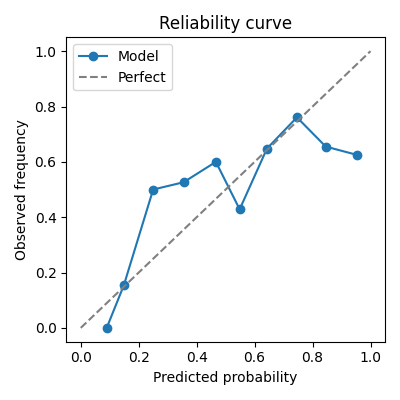 Reliability curve
Model
Perfect
Observed frequency
1.0
0.8
0.6
0.4
0.2
0.0
0.0 0.2 0.4 0.6 0.8 1.0
Predicted probability